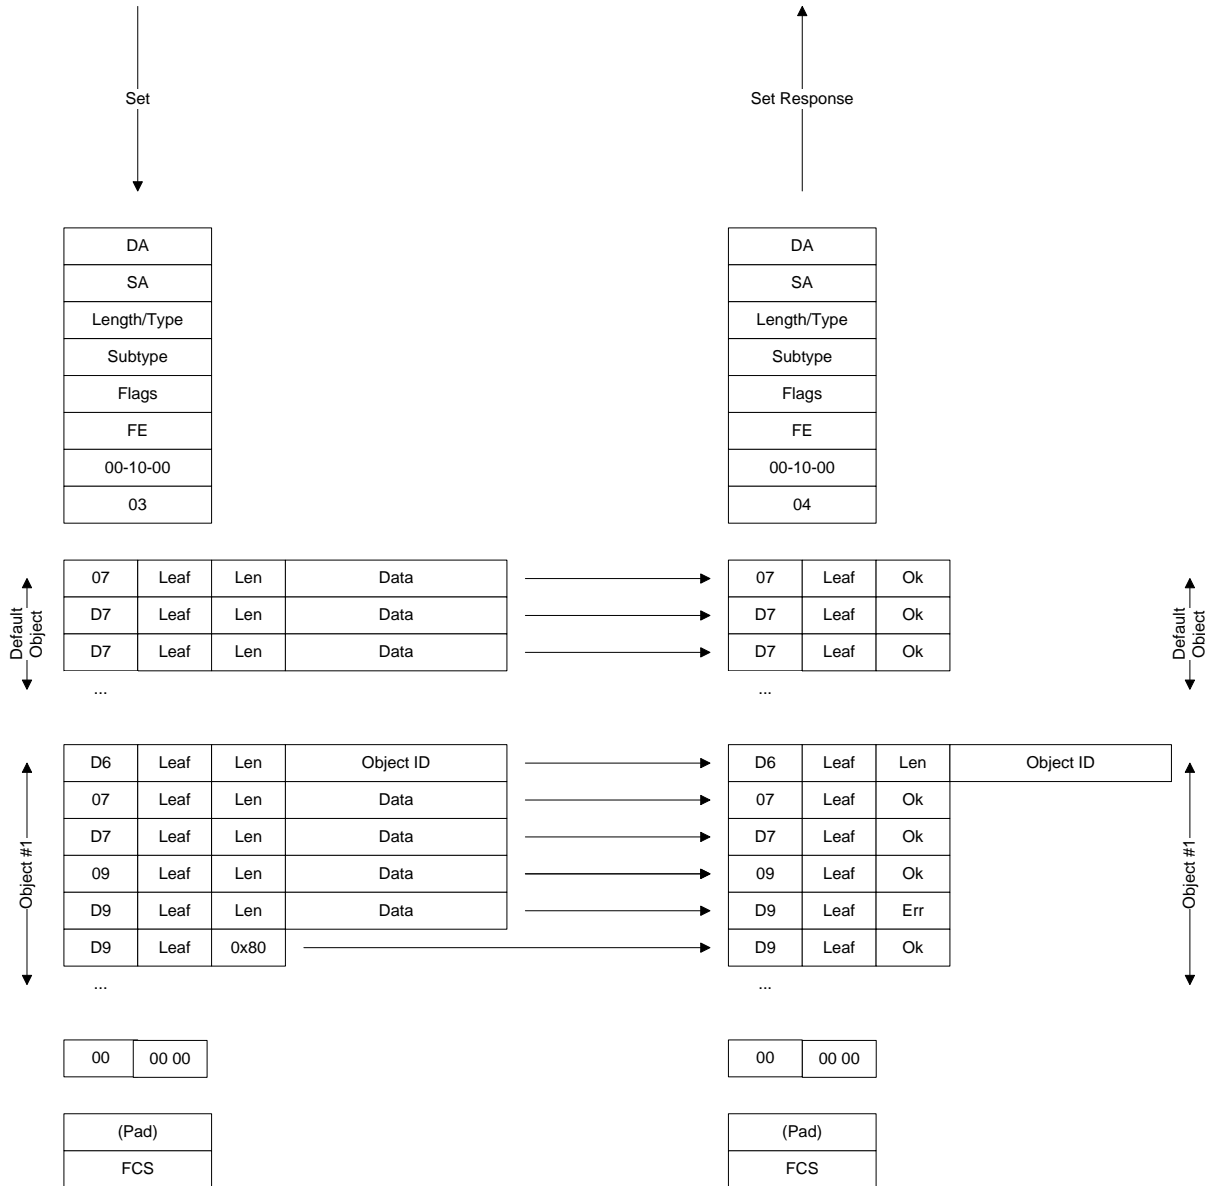 Set Set Response
DA DA
SA SA
Length/Type Length/Type
Subtype Subtype
Flags Flags
FE FE
00-10-00 00-10-00
03 04
Default
Object
07 Leaf Len Data 07 Leaf Ok
D7 Leaf Len Data D7 Leaf Ok
D7 Leaf Len Data D7 Leaf Ok
... ...
Default
Object
Object #1
D6 Leaf Len Object ID D6 Leaf Len Object ID
07 Leaf Len Data 07 Leaf Ok
D7 Leaf Len Data D7 Leaf Ok
09 Leaf Len Data 09 Leaf Ok
D9 Leaf Len Data D9 Leaf Err
D9 Leaf 0x80 D9 Leaf Ok
... ...
Object #1
00 00 00 00 00 00
(Pad) (Pad)
FCS FCS